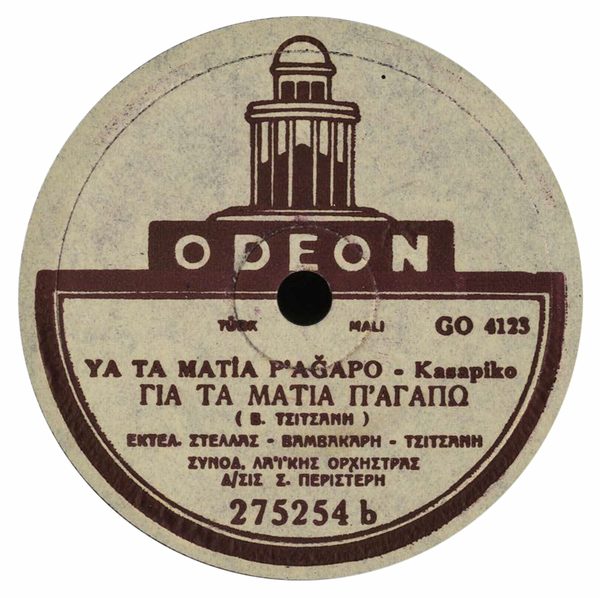 ODEON
TÜRK MALI GO 4123
YA TA MATİA P'AĞAPO - Kasapiko
ΓΙΑ ΤΑ ΜΑΤΙΑ Π'ΑΓΑΠΩ
( Β. ΤΣΙΤΣΑΝΗ )
ΕΚΤΕΛ. ΣΤΕΛΛΑΣ - ΒΑΜΒΑΚΑΡΗ - ΤΣΙΤΣΑΝΗ
ΣΥΝΟΔ. ΛΑΪΚΗΣ ΟΡΧΗΣΤΡΑΣ
Δ/ΣΙΣ Σ. ΠΕΡΙΣΤΕΡΗ
275254 b